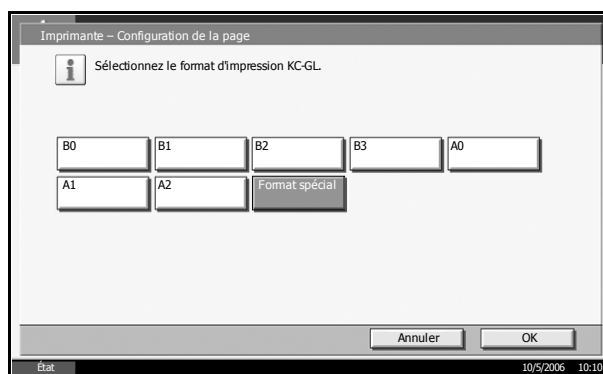 Imprimante – Configuration de la page
Sélectionnez le format d'impression KC-GL.
B0 B1 B2 B3 A0
A1 A2 Format spécial
Annuler OK
État 10/5/2006 10:10